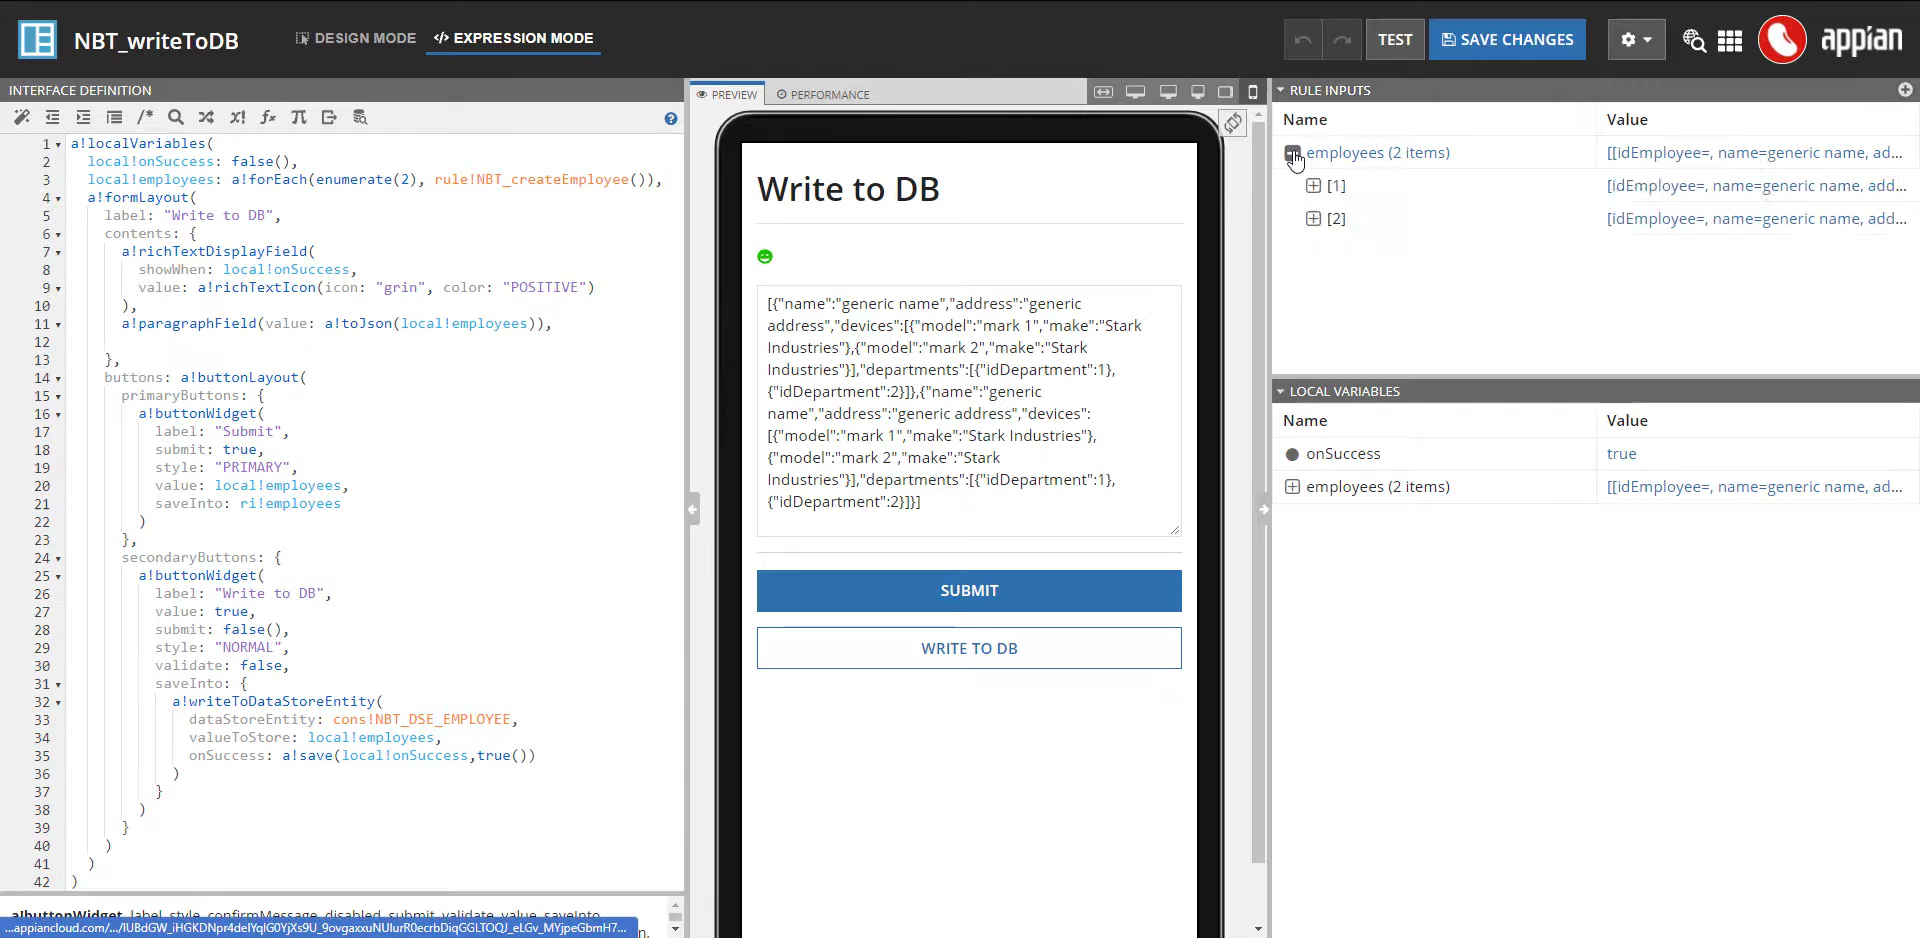 NBT_writeToDB
DESIGN MODE
</> EXPRESSION MODE
TEST
SAVE CHANGES
appian
INTERFACE DEFINITION
PREVIEW
PERFORMANCE
RULE INPUTS
1 a!localVariables(
2 local!onSuccess: false(),
3 local!employees: a!forEach(enumerate(2), rule!NBT_createEmployee()),
4 a!formLayout(
5 label: "Write to DB",
6 contents: {
7 a!richTextDisplayField(
8 showWhen: local!onSuccess,
9 value: a!richTextIcon(icon: "grin", color: "POSITIVE")
10 ),
11 a!paragraphField(value: a!toJson(local!employees)),
12
13 },
14 buttons: a!buttonLayout(
15 primaryButtons: {
16 a!buttonWidget(
17 label: "Submit",
18 submit: true,
19 style: "PRIMARY",
20 value: local!employees,
21 saveInto: ri!employees
22 )
23 },
24 secondaryButtons: {
25 a!buttonWidget(
26 label: "Write to DB",
27 value: true,
28 submit: false(),
29 style: "NORMAL",
30 validate: false,
31 saveInto: {
32 a!writeToDataStoreEntity(
33 dataStoreEntity: cons!NBT_DSE_EMPLOYEE,
34 valueToStore: local!employees,
35 onSuccess: a!save(local!onSuccess,true())
36 )
37 }
38 )
39 }
40 )
41 )
42 )
a!buttonWidget label, style, confirmMessage, disabled, submit, validate, value, saveInto,
Write to DB
[{"name":"generic name","address":"generic
address","devices":[{"model":"mark 1","make":"Stark
Industries"},{"model":"mark 2","make":"Stark
Industries"}],"departments":[{"idDepartment":1},
{"idDepartment":2}]},{"name":"generic
name","address":"generic address","devices":
[{"model":"mark 1","make":"Stark Industries"},
{"model":"mark 2","make":"Stark
Industries"}],"departments":[{"idDepartment":1},
{"idDepartment":2}]}]
SUBMIT
WRITE TO DB
Name Value
employees (2 items) [[idEmployee=, name=generic name, ad...
[1] [idEmployee=, name=generic name, add...
[2] [idEmployee=, name=generic name, add...
LOCAL VARIABLES
Name Value
onSuccess true
employees (2 items) [[idEmployee=, name=generic name, ad...